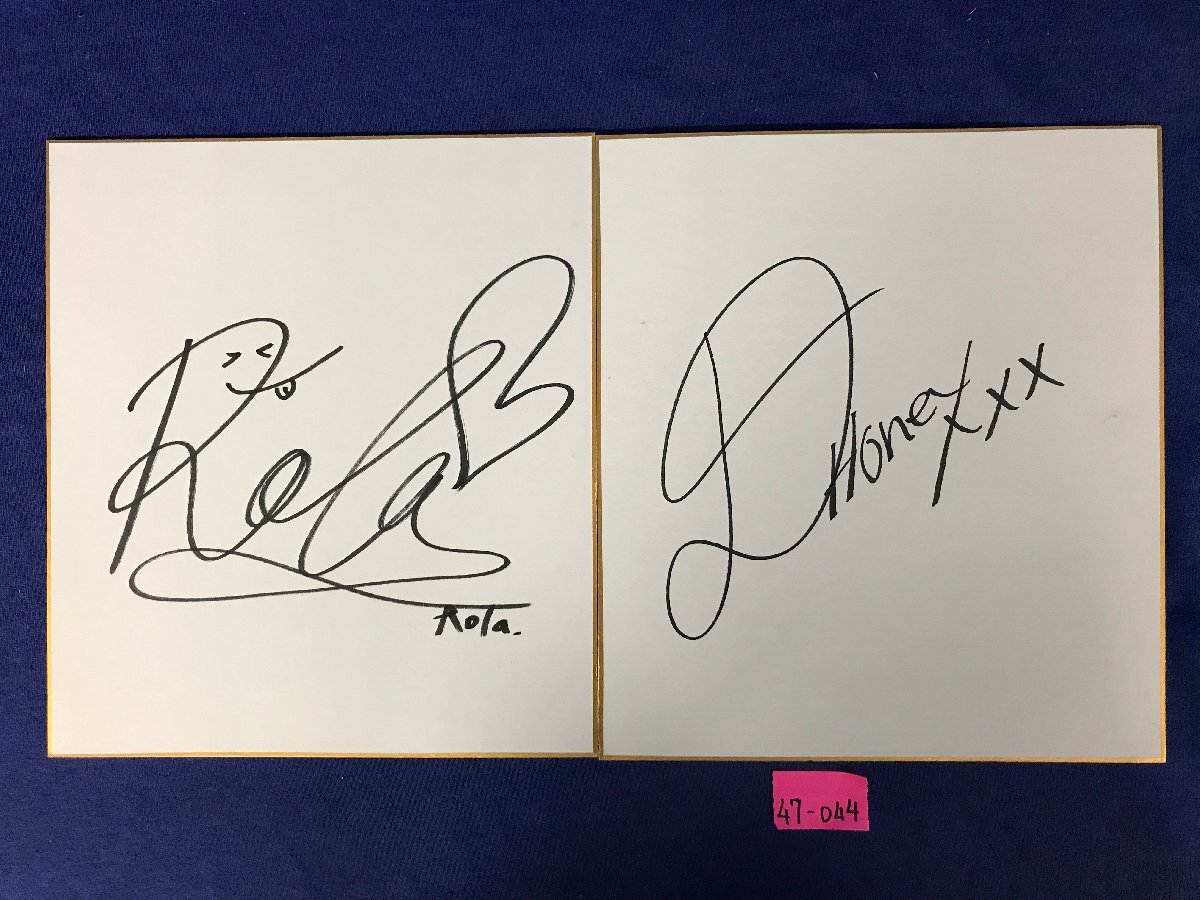 Rola
Rola.
Honey xxx
47-044